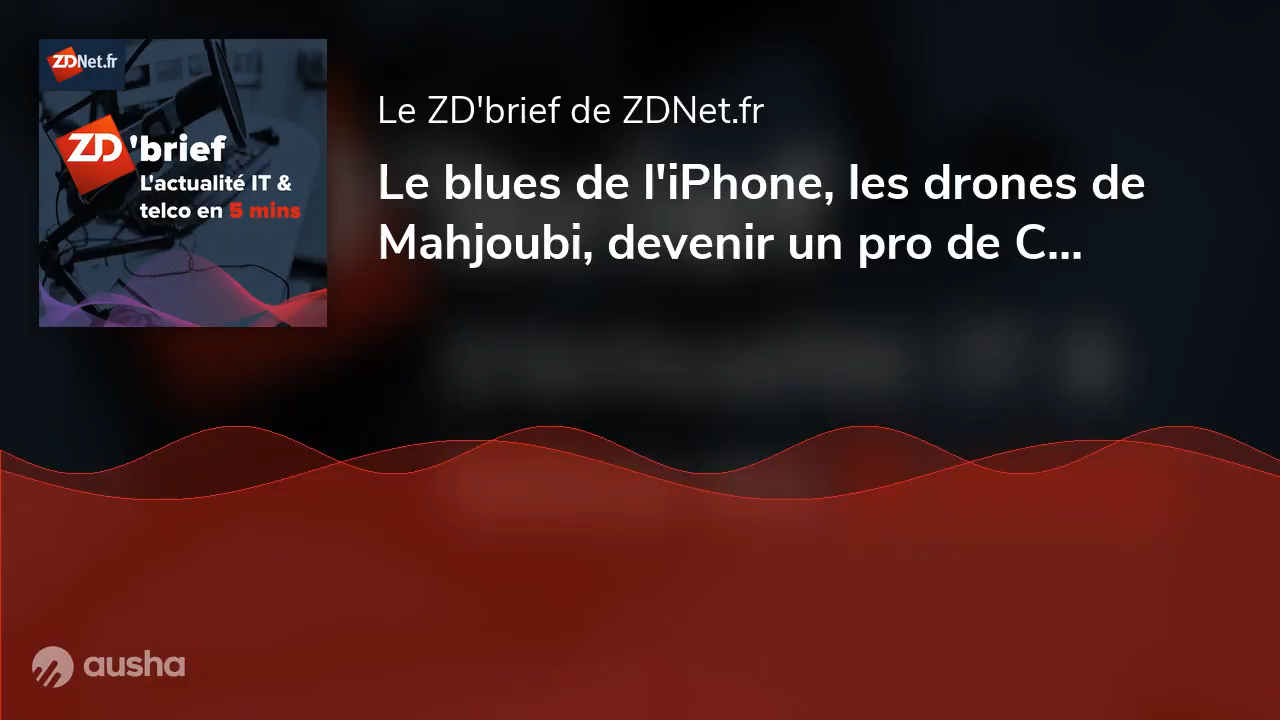 ZDNet.fr
ZD'brief
L'actualité IT &
telco en 5 mins
Le ZD'brief de ZDNet.fr
Le blues de l'iPhone, les drones de
Mahjoubi, devenir un pro de C...
ausha